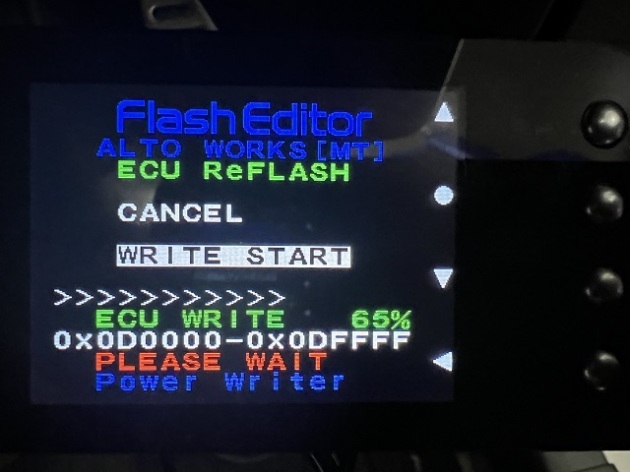 Flash Editor
ALTO WORKS[MT]
ECU ReFLASH
CANCEL
WRITE START
>>>>>>>>>>>
ECU WRITE 65%
0x0D0000-0x0DFFFF
PLEASE WAIT
Power Writer